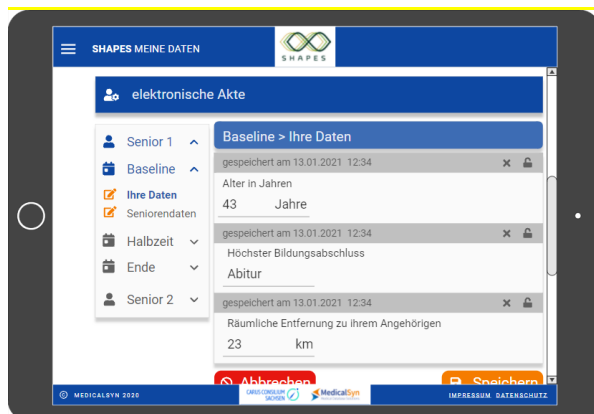 SHAPES MEINE DATEN
SHAPES
elektronische Akte
Senior 1
Baseline
Ihre Daten
Seniorendaten
Halbzeit
Ende
Senior 2
Baseline > Ihre Daten
gespeichert am 13.01.2021 12:34
Alter in Jahren
43 Jahre
gespeichert am 13.01.2021 12:34
Höchster Bildungsabschluss
Abitur
gespeichert am 13.01.2021 12:34
Räumliche Entfernung zu ihrem Angehörigen
23 km
Abbrechen
Speichern
© MEDICALSYN 2020
CARUS CONSILIUM
SACHSEN
MedicalSyn
IMPRESSUM DATENSCHUTZ